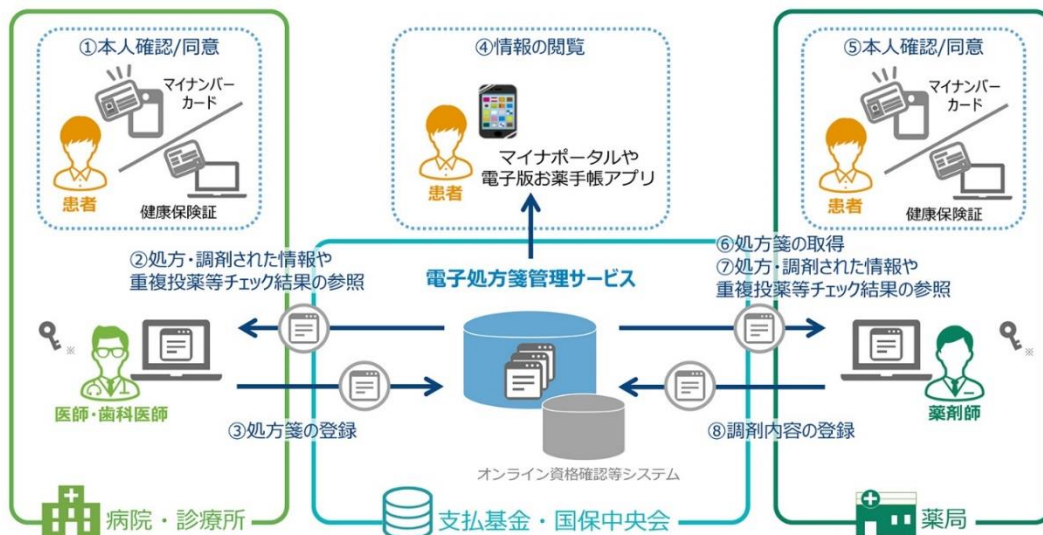 ①本人確認/同意
マイナンバー
カード
患者
健康保険証
②処方・調剤された情報や
重複投薬等チェック結果の参照
※
医師・歯科医師
③処方箋の登録
病院・診療所
④情報の閲覧
患者
マイナポータルや
電子版お薬手帳アプリ
電子処方箋管理サービス
オンライン資格確認等システム
支払基金・国保中央会
⑤本人確認/同意
マイナンバー
カード
患者
健康保険証
⑥処方箋の取得
⑦処方・調剤された情報や
重複投薬等チェック結果の参照
※
薬剤師
⑧調剤内容の登録
薬局